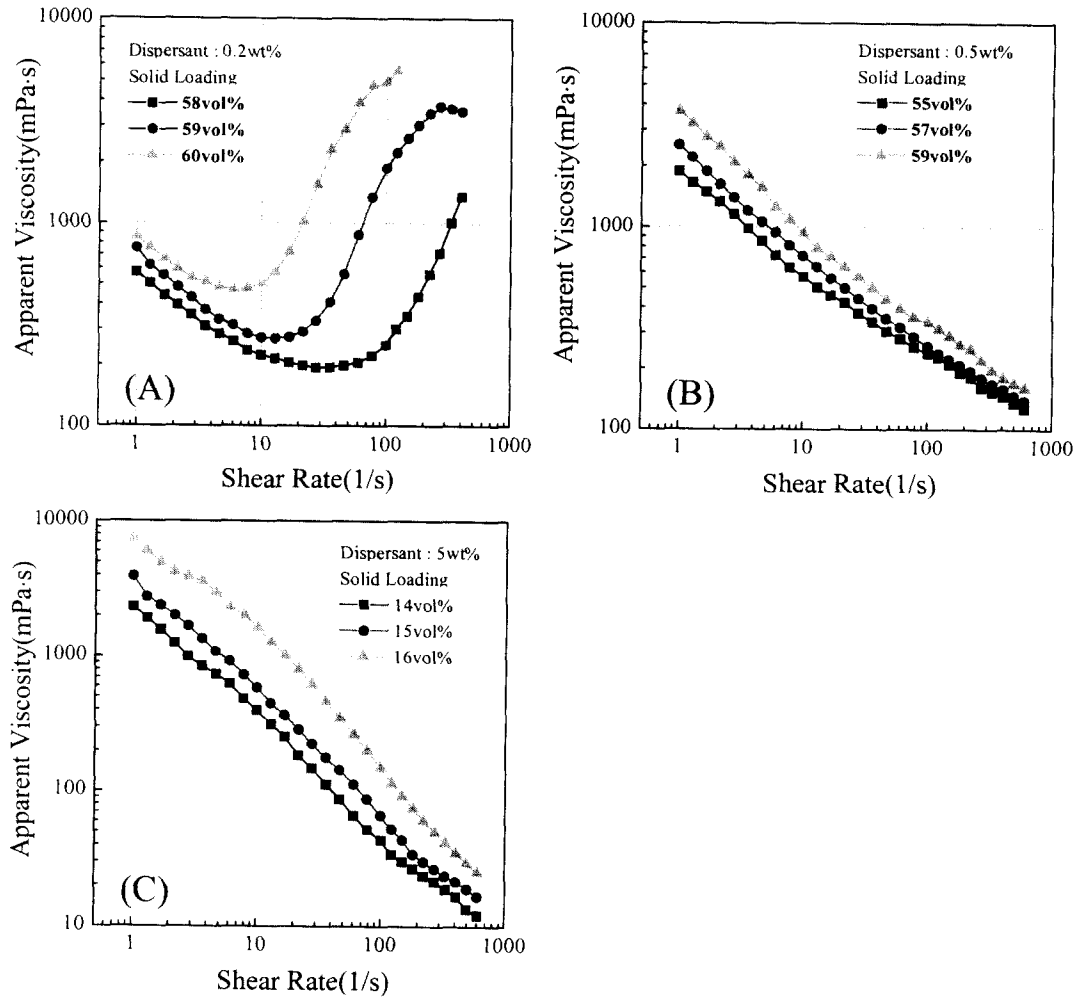 10000
1000
100
Apparent Viscosity(mPa·s)
Dispersant : 0.2wt%
Solid Loading
58vol%
59vol%
60vol%
(A)
1
10
100
1000
Shear Rate(1/s)
10000
1000
100
Apparent Viscosity(mPa·s)
Dispersant : 0.5wt%
Solid Loading
55vol%
57vol%
59vol%
(B)
1
10
100
1000
Shear Rate(1/s)
10000
1000
100
10
Apparent Viscosity(mPa·s)
Dispersant : 5wt%
Solid Loading
14vol%
15vol%
16vol%
(C)
1
10
100
1000
Shear Rate(1/s)